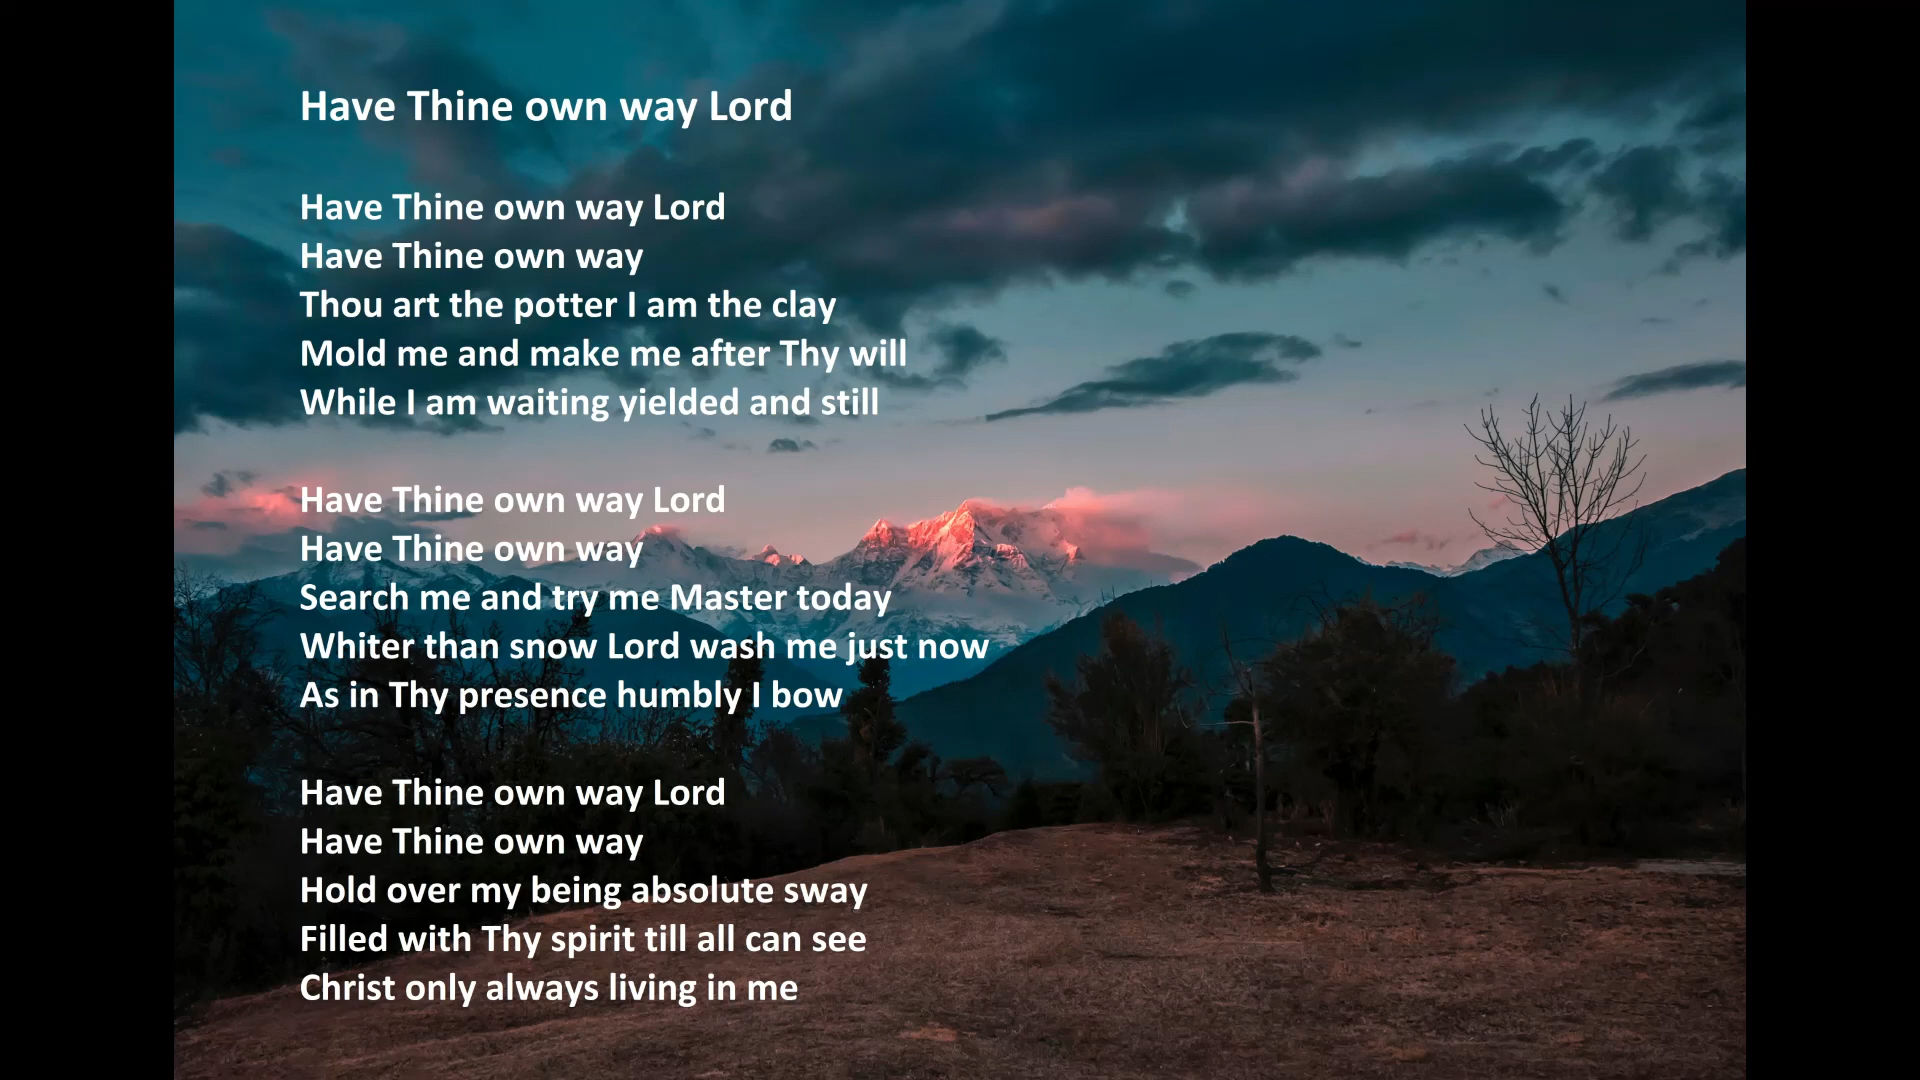 Have Thine own way Lord
Have Thine own way Lord
Have Thine own way
Thou art the potter I am the clay
Mold me and make me after Thy will
While I am waiting yielded and still
Have Thine own way Lord
Have Thine own way
Search me and try me Master today
Whiter than snow Lord wash me just now
As in Thy presence humbly I bow
Have Thine own way Lord
Have Thine own way
Hold over my being absolute sway
Filled with Thy spirit till all can see
Christ only always living in me